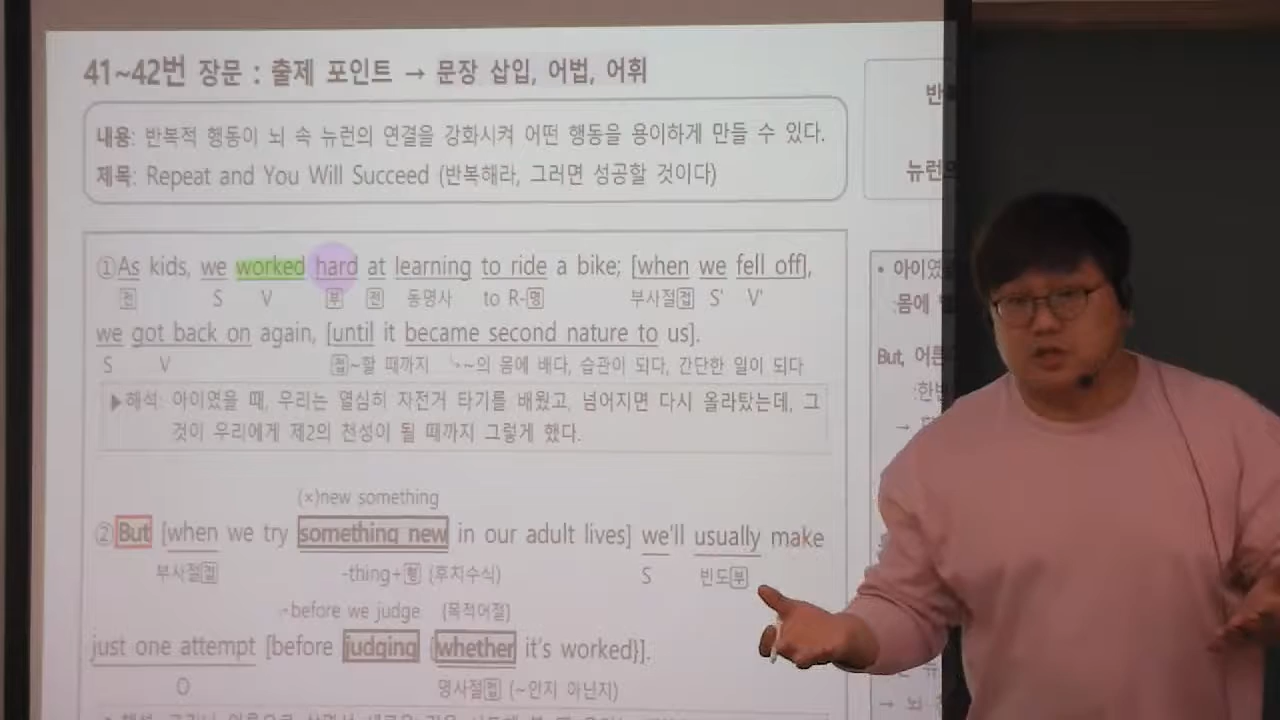 41~42번 장문 : 출제 포인트 → 문장 삽입, 어법, 어휘
내용: 반복적 행동이 뇌 속 뉴런의 연결을 강화시켜 어떤 행동을 용이하게 만들 수 있다.
제목: Repeat and You Will Succeed (반복해라, 그러면 성공할 것이다)
①As kids, we worked hard at learning to ride a bike; [when we fell off],
전 S V 부 전 동명사 to R-명 부사절접 S' V'
we got back on again, [until it became second nature to us].
S V 접~할 때까지 ~의 몸에 배다, 습관이 되다, 간단한 일이 되다
▶해석: 아이였을 때, 우리는 열심히 자전거 타기를 배웠고, 넘어지면 다시 올라탔는데, 그
것이 우리에게 제2의 천성이 될 때까지 그렇게 했다.
(×)new something
②But [when we try something new in our adult lives] we'll usually make
부사절접 -thing+형 (후치수식) S 빈도부
before we judge (목적어절)
just one attempt [before judging {whether it's worked}].
O 명사절접 (~인지 아닌지)
반
뉴런의
• 아이였을
:몸에
But, 어른
:한번
→
→ 뇌